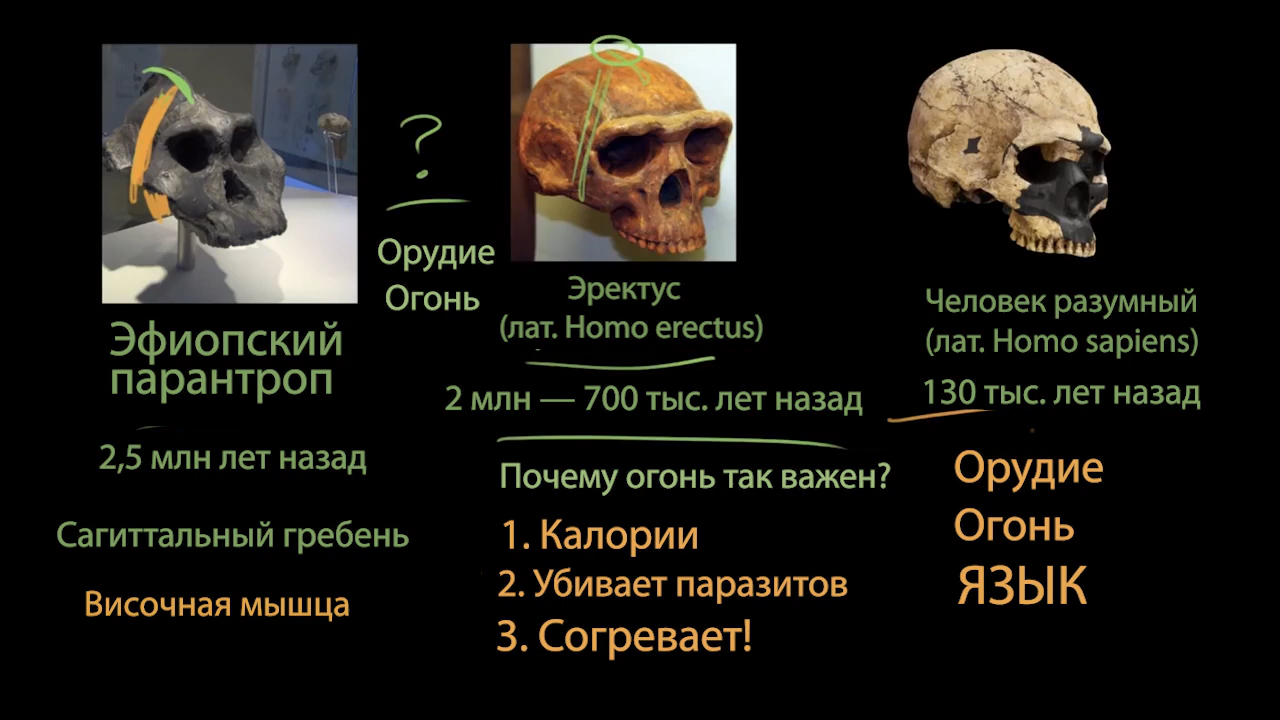 Эфиопский
парантроп
2,5 млн лет назад
Сагиттальный гребень
Височная мышца
?
Орудие
Огонь
Эректус
(лат. Homo erectus)
2 млн — 700 тыс. лет назад
Почему огонь так важен?
1. Калории
2. Убивает паразитов
3. Согревает!
Человек разумный
(лат. Homo sapiens)
130 тыс. лет назад
Орудие
Огонь
ЯЗЫК